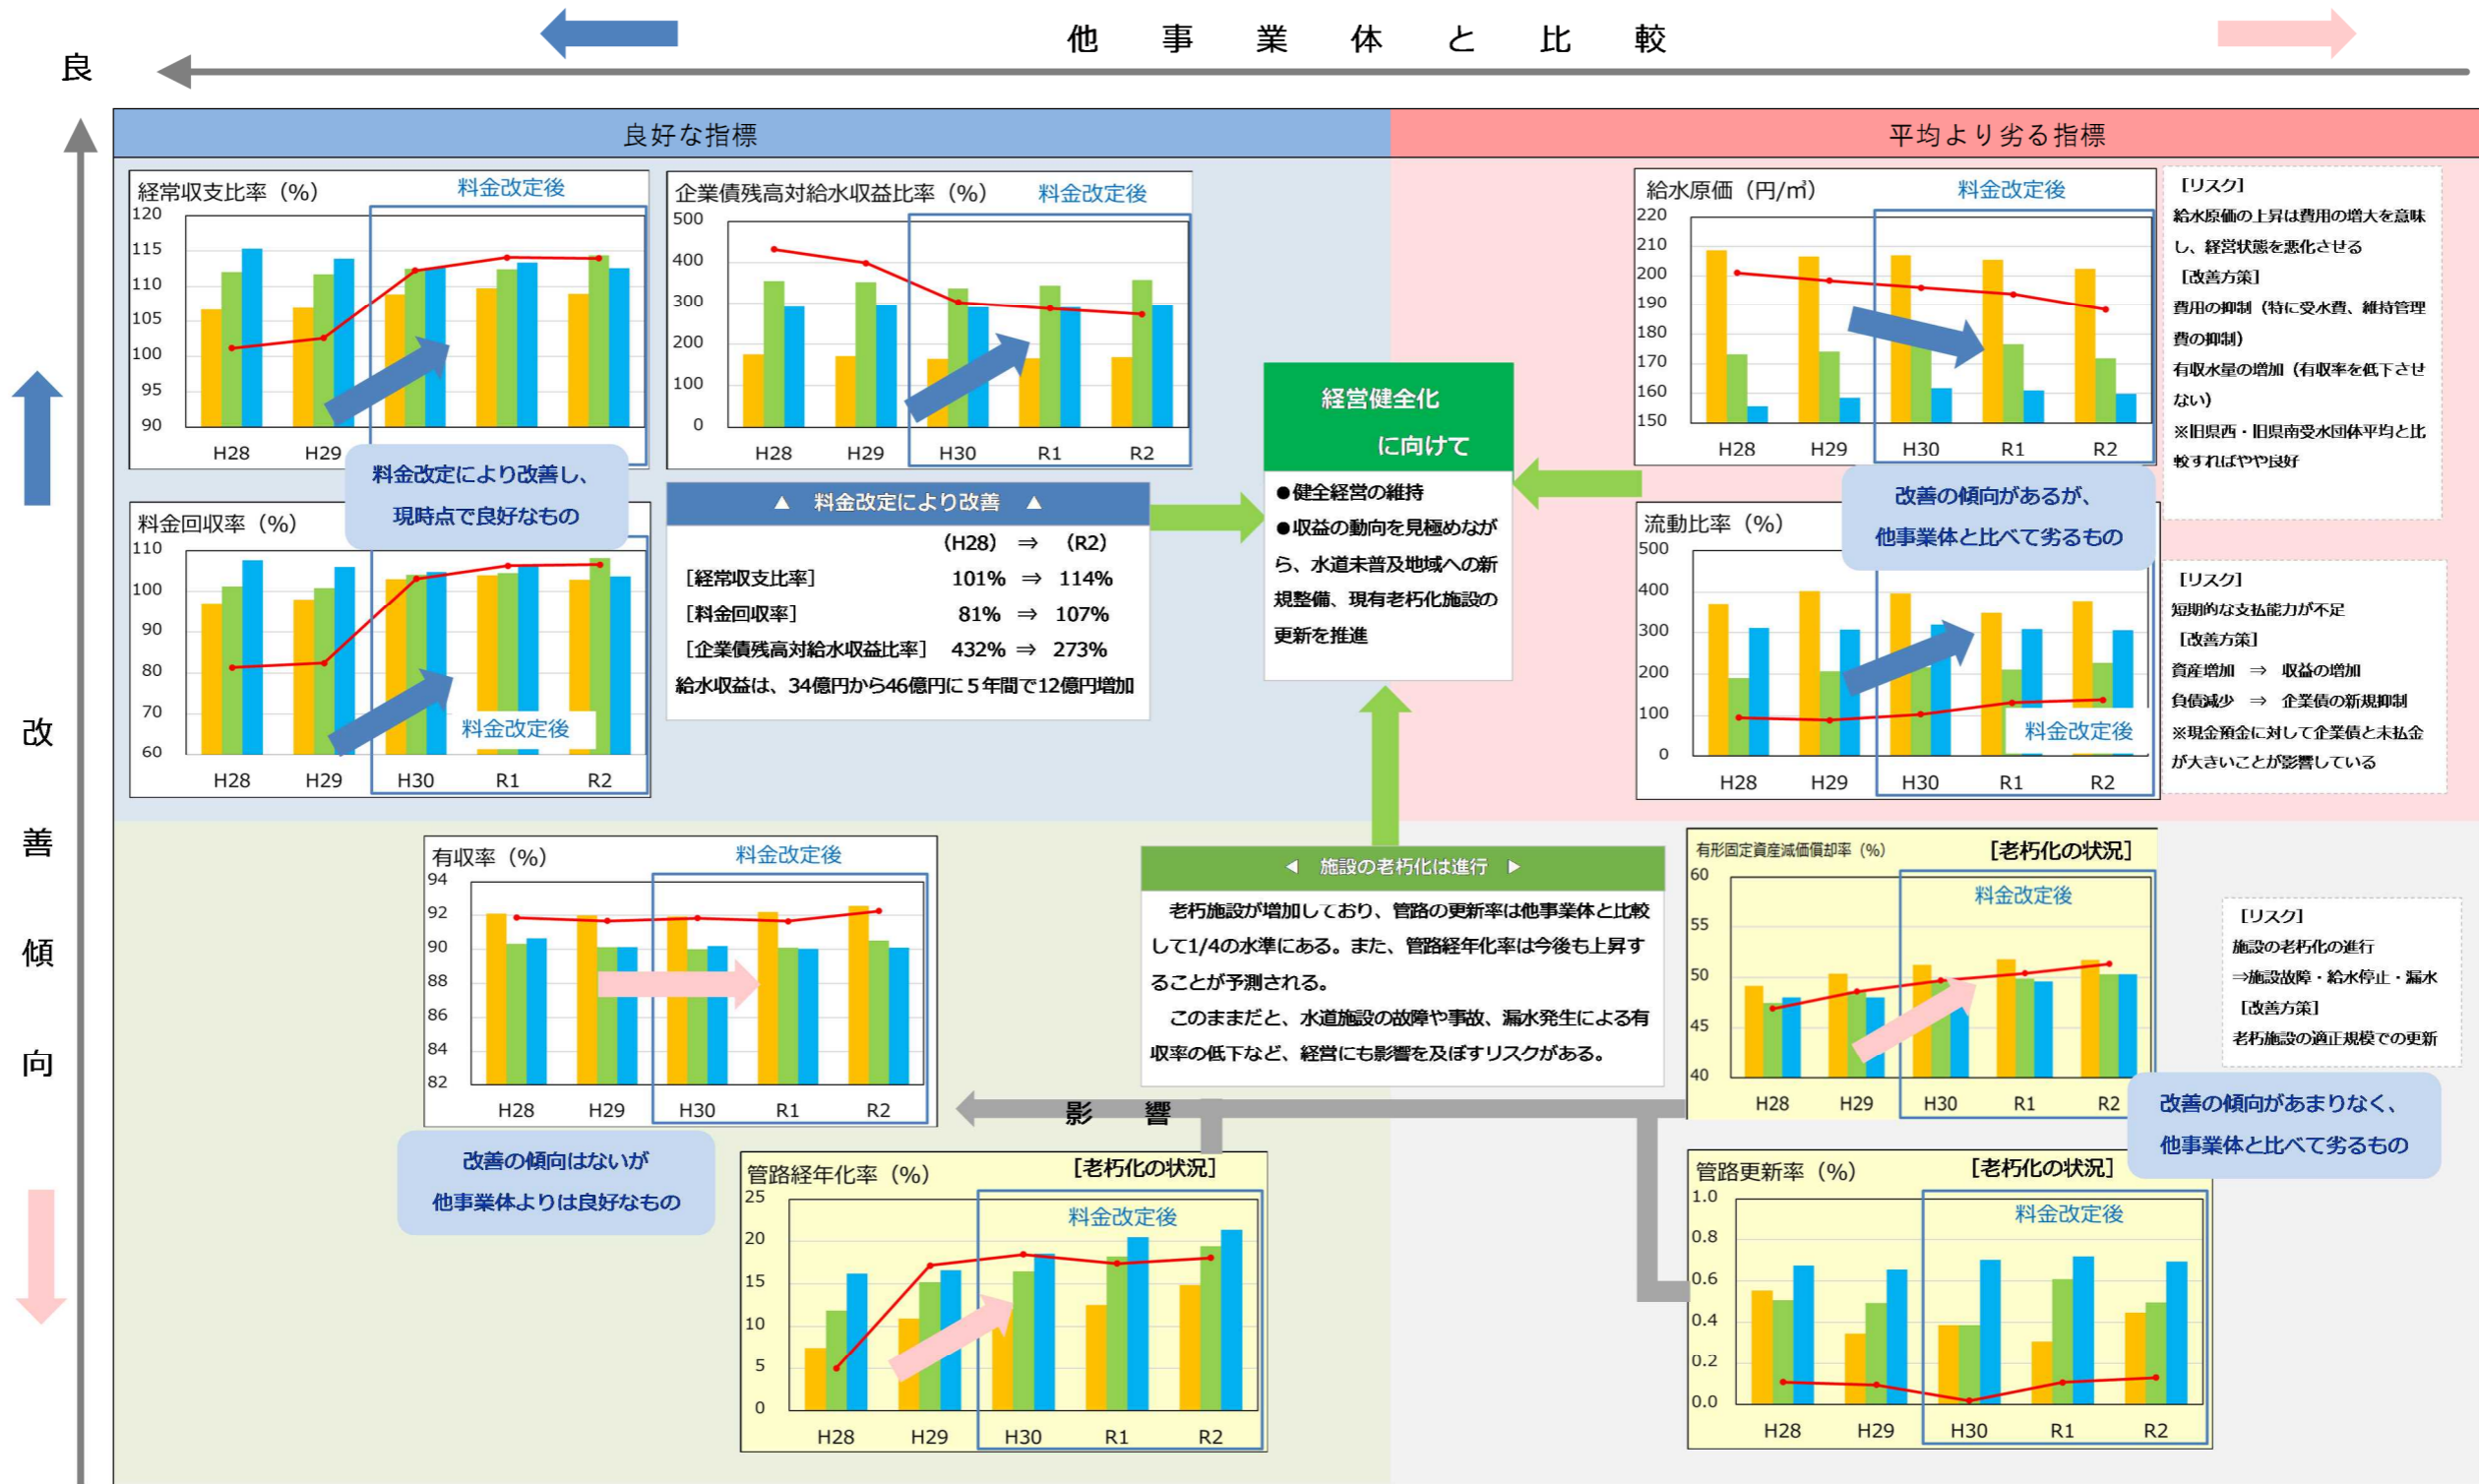 他事業体と比較
良
改善傾向
良好な指標
平均より劣る指標
経常収支比率（%）
料金改定後
120
115
110
105
100
95
90
H28
H29
料金改定により改善し、
現時点で良好なもの
料金回収率（%）
110
100
90
80
70
60
料金改定後
H28
H29
H30
R1
R2
企業債残高対給水収益比率（%）
料金改定後
500
400
300
200
100
0
H28
H29
H30
R1
R2
▲ 料金改定により改善 ▲
（H28） ⇒ （R2）
［経常収支比率］ 101% ⇒ 114%
［料金回収率］ 81% ⇒ 107%
［企業債残高対給水収益比率］ 432% ⇒ 273%
給水収益は、34億円から46億円に５年間で12億円増加
経営健全化
に向けて
●健全経営の維持
●収益の動向を見極めなが
ら、水道未普及地域への新
規整備、現有老朽化施設の
更新を推進
給水原価（円/㎥）
料金改定後
220
210
200
190
180
170
160
150
H28
H29
H30
R1
R2
［リスク］
給水原価の上昇は費用の増大を意味
し、経営状態を悪化させる
［改善方策］
費用の抑制（特に受水費、維持管理
費の抑制）
有収水量の増加（有収率を低下させ
ない）
※旧県西・旧県南受水団体平均と比
較すればやや良好
改善の傾向があるが、
他事業体と比べて劣るもの
流動比率（%）
500
400
300
200
100
0
料金改定後
H28
H29
H30
R1
R2
［リスク］
短期的な支払能力が不足
［改善方策］
資産増加 ⇒ 収益の増加
負債減少 ⇒ 企業債の新規抑制
※現金預金に対して企業債と未払金
が大きいことが影響している
有収率（%）
料金改定後
94
92
90
88
86
84
82
H28
H29
H30
R1
R2
改善の傾向はないが
他事業体よりは良好なもの
◀ 施設の老朽化は進行 ▶
老朽施設が増加しており、管路の更新率は他事業体と比較
して1/4の水準にある。また、管路経年化率は今後も上昇す
ることが予測される。
このままだと、水道施設の故障や事故、漏水発生による有
収率の低下など、経営にも影響を及ぼすリスクがある。
影響
管路経年化率（%）
［老朽化の状況］
料金改定後
25
20
15
10
5
0
H28
H29
H30
R1
R2
有形固定資産減価償却率（%）
［老朽化の状況］
料金改定後
60
55
50
45
40
H28
H29
H30
R1
R2
［リスク］
施設の老朽化の進行
⇒施設故障・給水停止・漏水
［改善方策］
老朽施設の適正規模での更新
改善の傾向があまりなく、
他事業体と比べて劣るもの
管路更新率（%）
［老朽化の状況］
料金改定後
1.0
0.8
0.6
0.4
0.2
0.0
H28
H29
H30
R1
R2